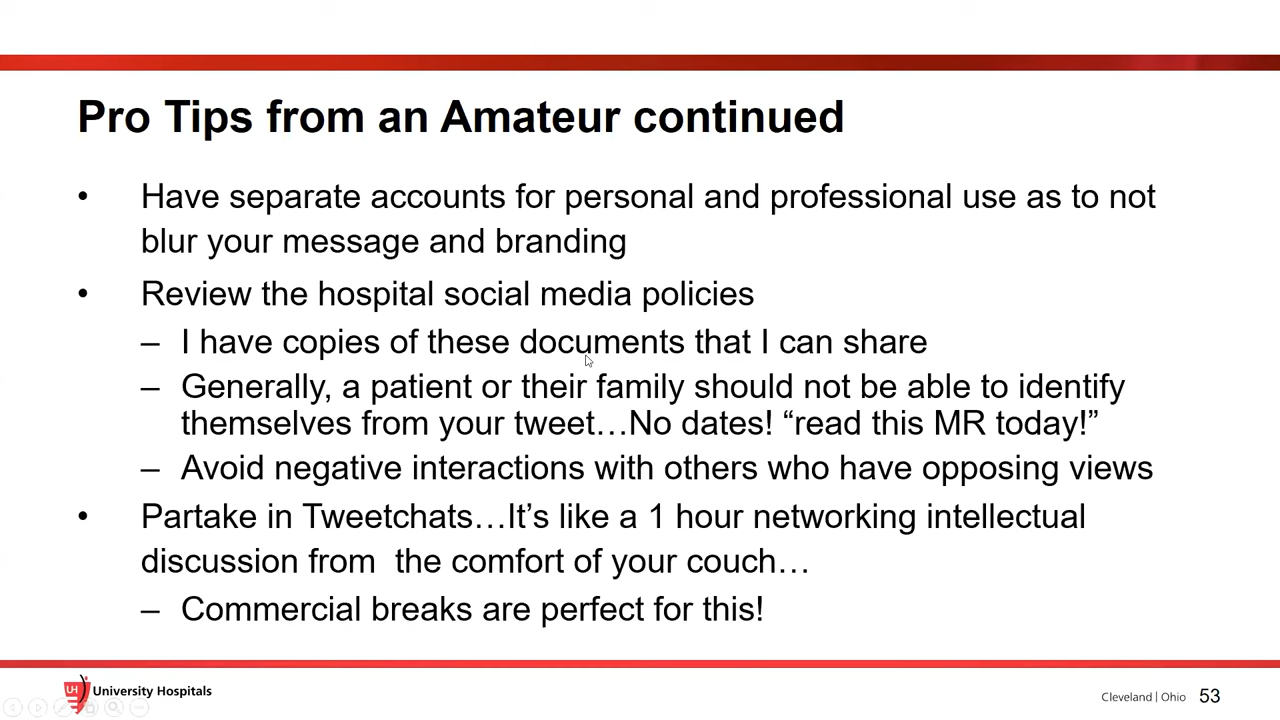 Pro Tips from an Amateur continued
• Have separate accounts for personal and professional use as to not
blur your message and branding
• Review the hospital social media policies
– I have copies of these documents that I can share
– Generally, a patient or their family should not be able to identify
themselves from your tweet…No dates! “read this MR today!”
– Avoid negative interactions with others who have opposing views
• Partake in Tweetchats…It’s like a 1 hour networking intellectual
discussion from  the comfort of your couch…
– Commercial breaks are perfect for this!
UH University Hospitals
Cleveland | Ohio 53